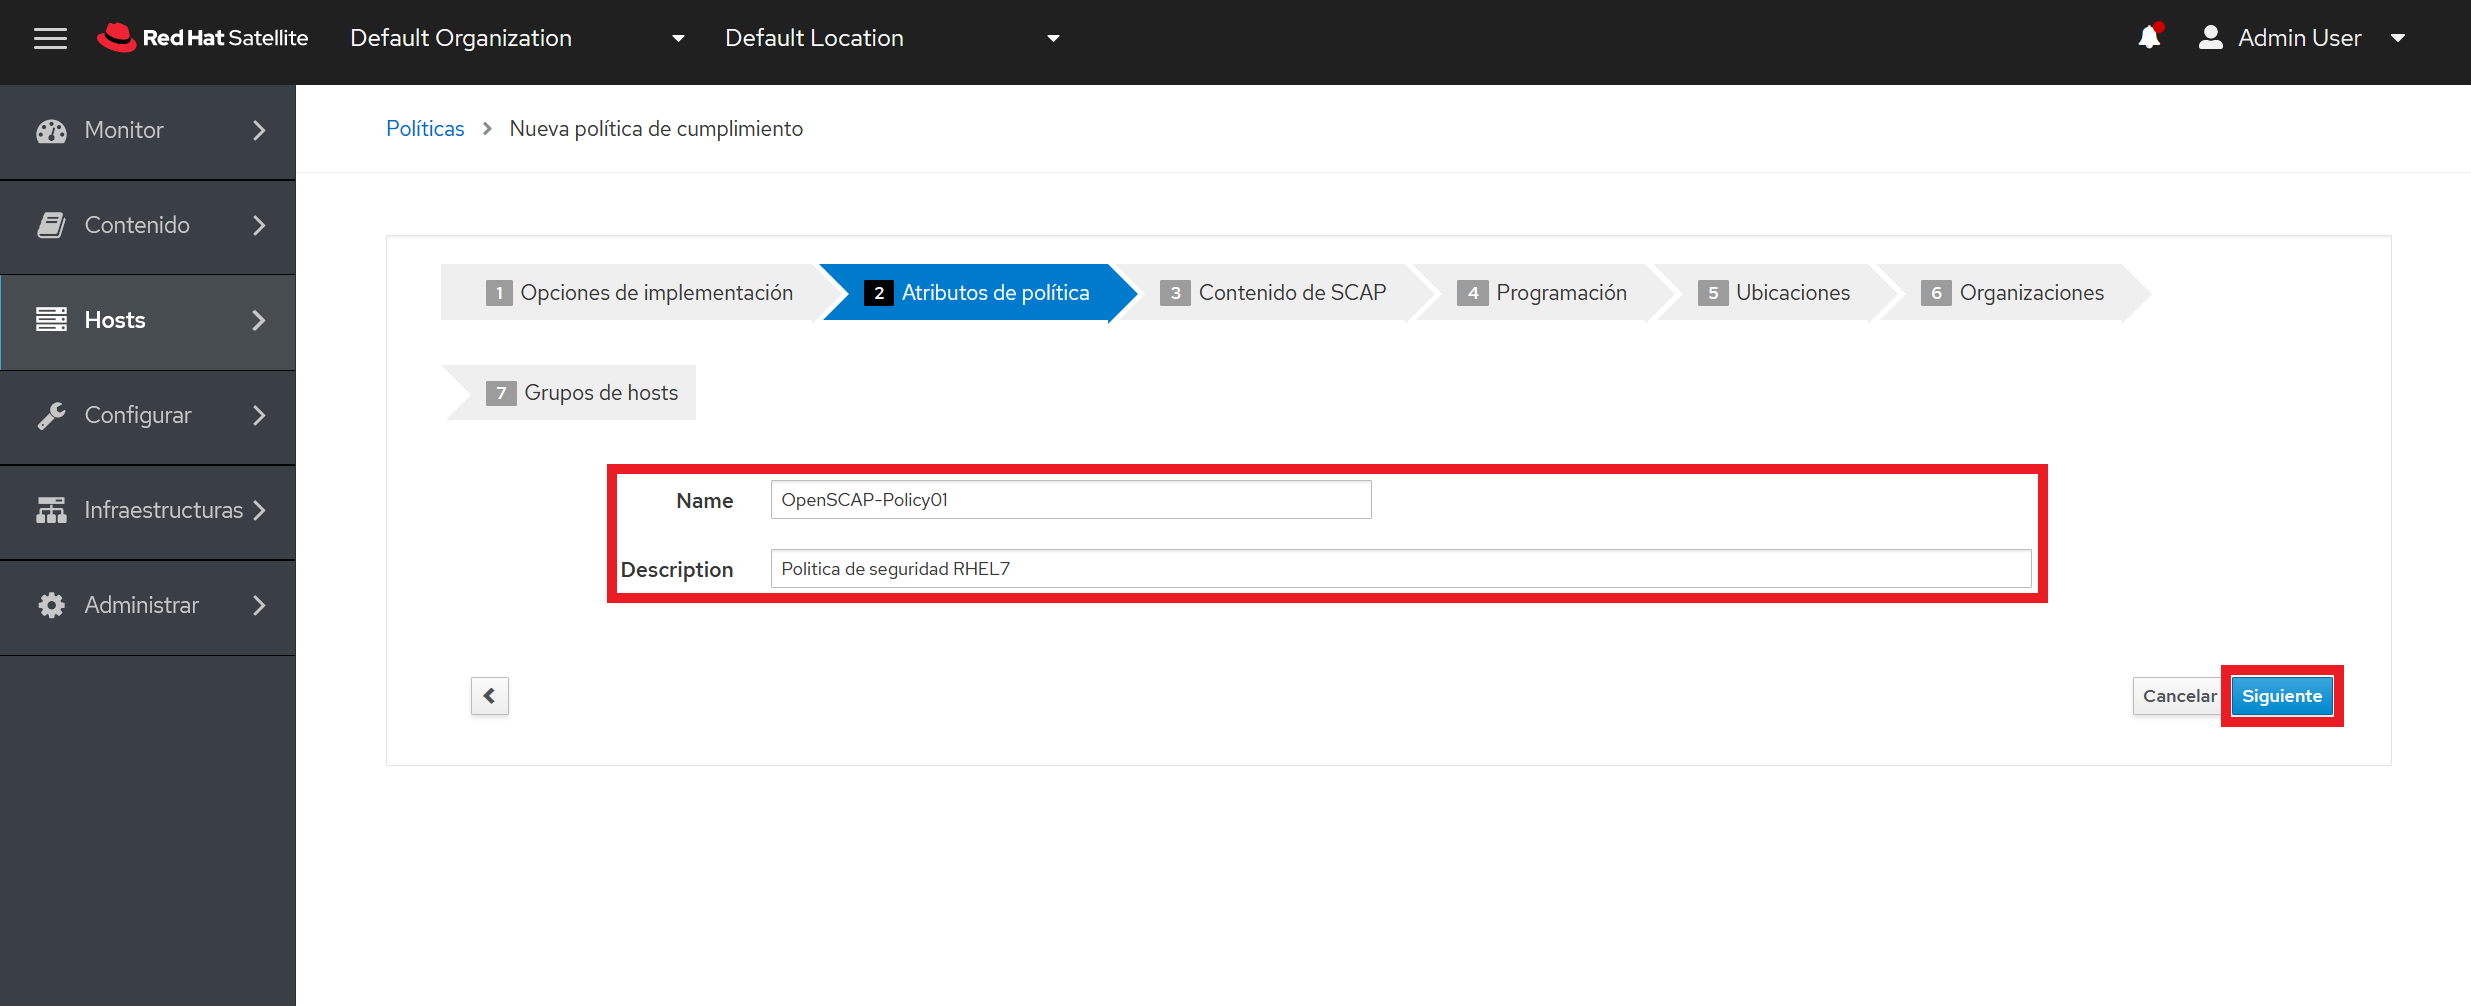 Red Hat Satellite Default Organization Default Location Admin User
Monitor
Contenido
Hosts
Configurar
Infraestructuras
Administrar
Políticas > Nueva política de cumplimiento
1 Opciones de implementación 2 Atributos de política 3 Contenido de SCAP 4 Programación 5 Ubicaciones 6 Organizaciones
7 Grupos de hosts
Name OpenSCAP-Policy01
Description Politica de seguridad RHEL7
Cancelar Siguiente